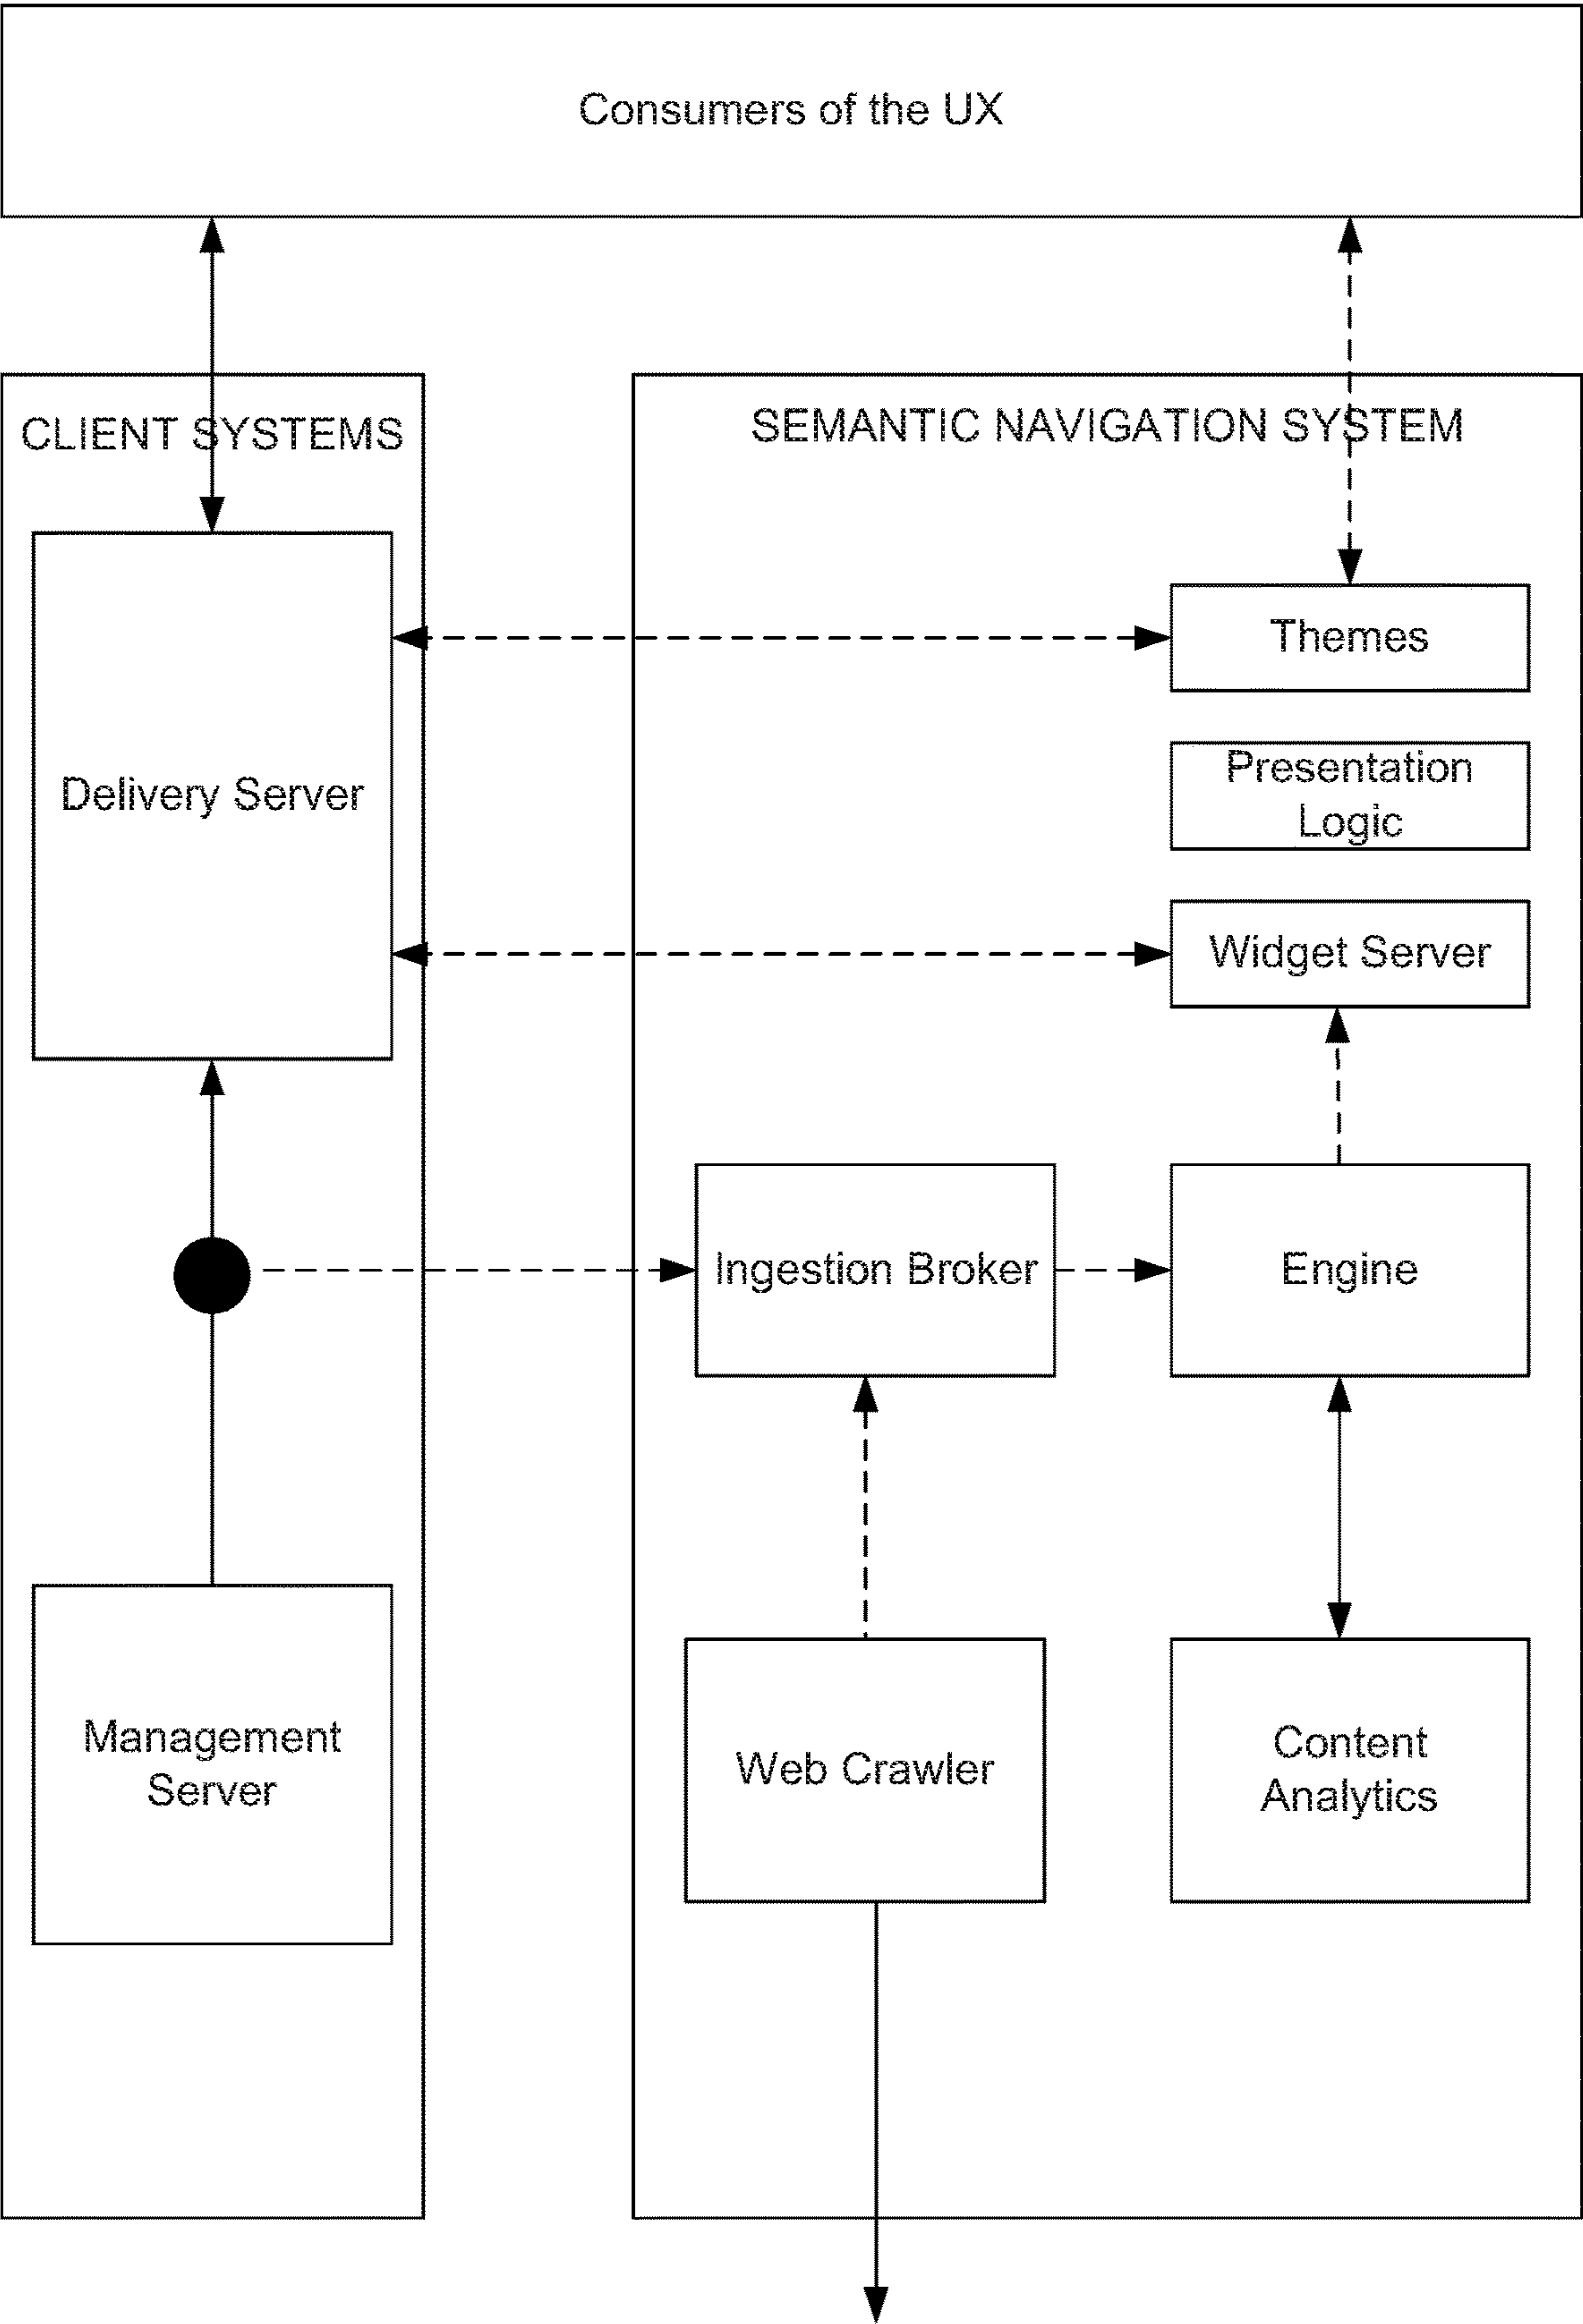 Consumers of the UX
CLIENT SYSTEMS
SEMANTIC NAVIGATION SYSTEM
Themes
Delivery Server
Presentation
Logic
Widget Server
Ingestion Broker
Engine
Management
Server
Web Crawler
Content
Analytics